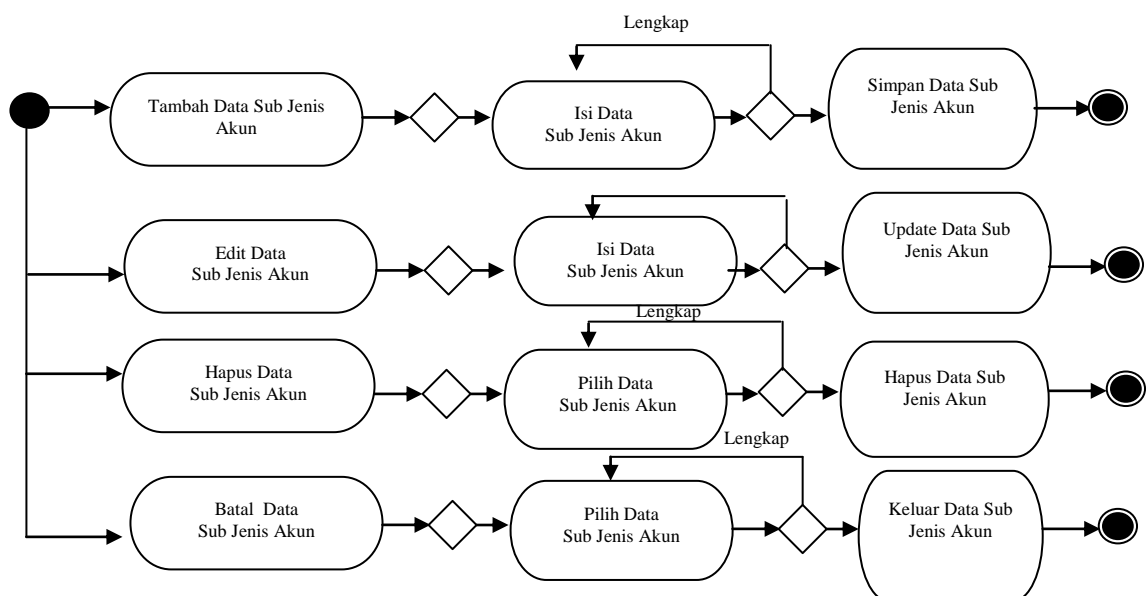 Lengkap
Tambah Data Sub Jenis
Akun
Isi Data
Sub Jenis Akun
Simpan Data Sub
Jenis Akun
Edit Data
Sub Jenis Akun
Isi Data
Sub Jenis Akun
Update Data Sub
Jenis Akun
Lengkap
Hapus Data
Sub Jenis Akun
Pilih Data
Sub Jenis Akun
Hapus Data Sub
Jenis Akun
Lengkap
Batal Data
Sub Jenis Akun
Pilih Data
Sub Jenis Akun
Keluar Data Sub
Jenis Akun